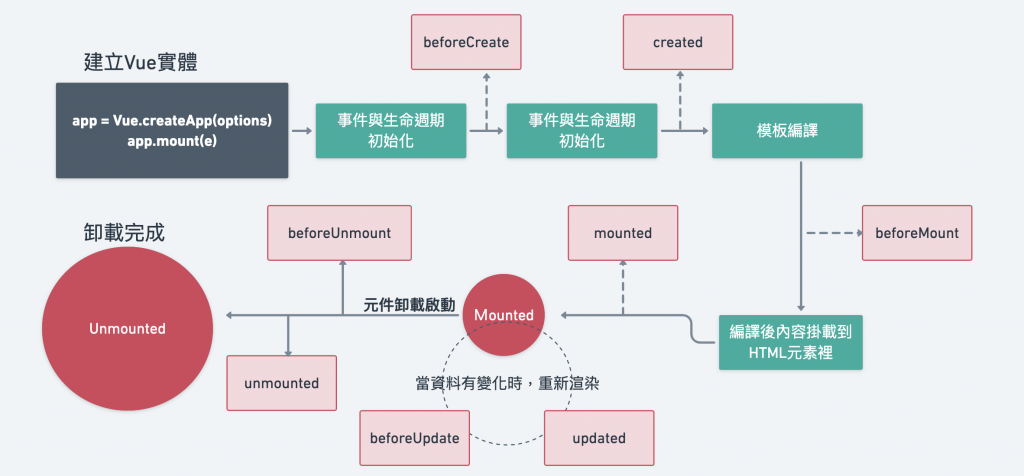 建立Vue實體
app = Vue.createApp(options)
app.mount(e)
事件與生命週期
初始化
beforeCreate
事件與生命週期
初始化
created
模板編譯
beforeMount
編譯後內容掛載到
HTML元素裡
mounted
Mounted
當資料有變化時，重新渲染
beforeUpdate
updated
元件卸載啟動
beforeUnmount
unmounted
卸載完成
Unmounted